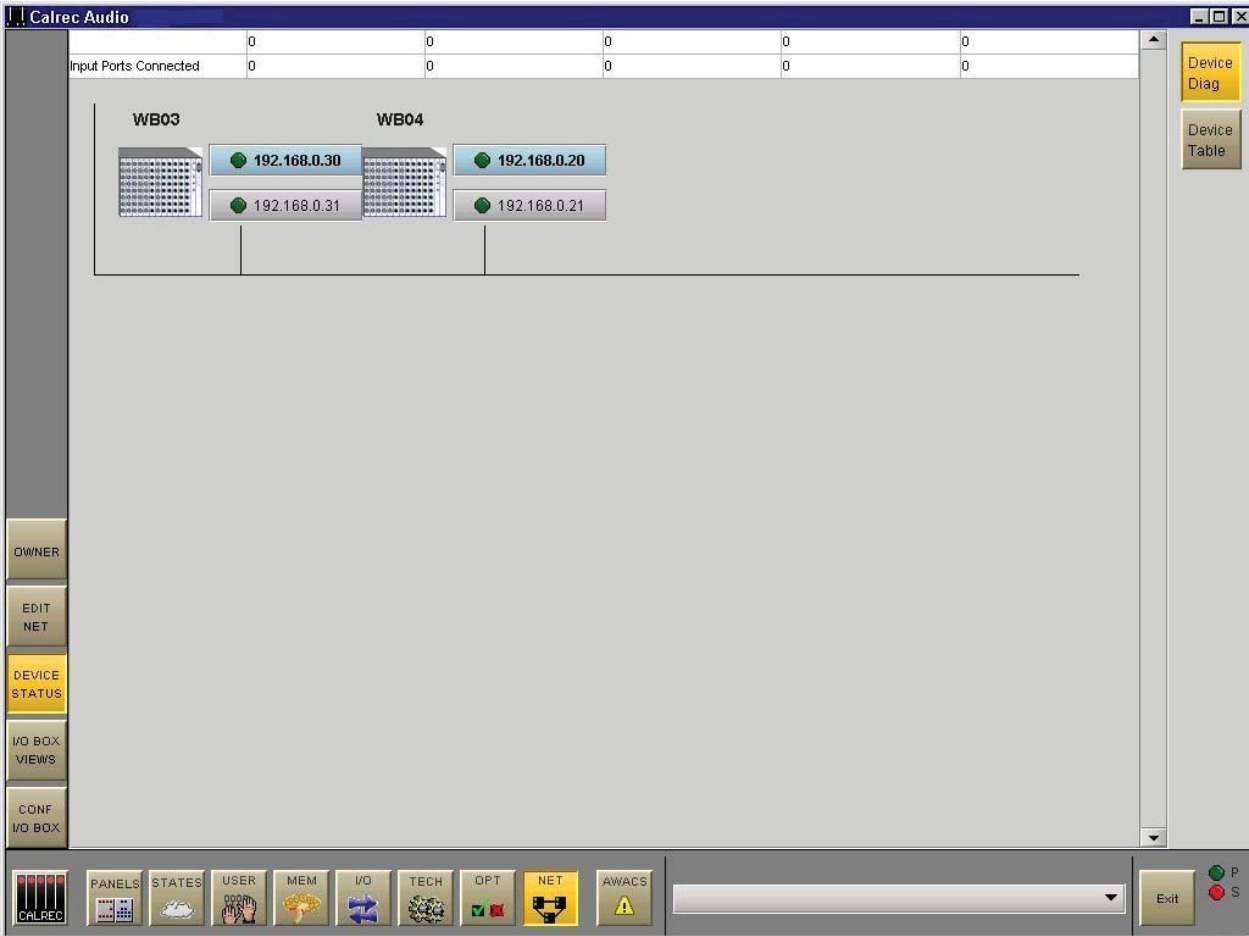 Calrec Audio
0 0 0 0 0
Input Ports Connected 0 0 0 0 0
Device
Diag
Device
Table
WB03 WB04
192.168.0.30 192.168.0.20
192.168.0.31 192.168.0.21
OWNER
EDIT
NET
DEVICE
STATUS
I/O BOX
VIEWS
CONF
I/O BOX
CALREC
PANELS STATES USER MEM I/O TECH OPT NET AWACS
Exit
P
S